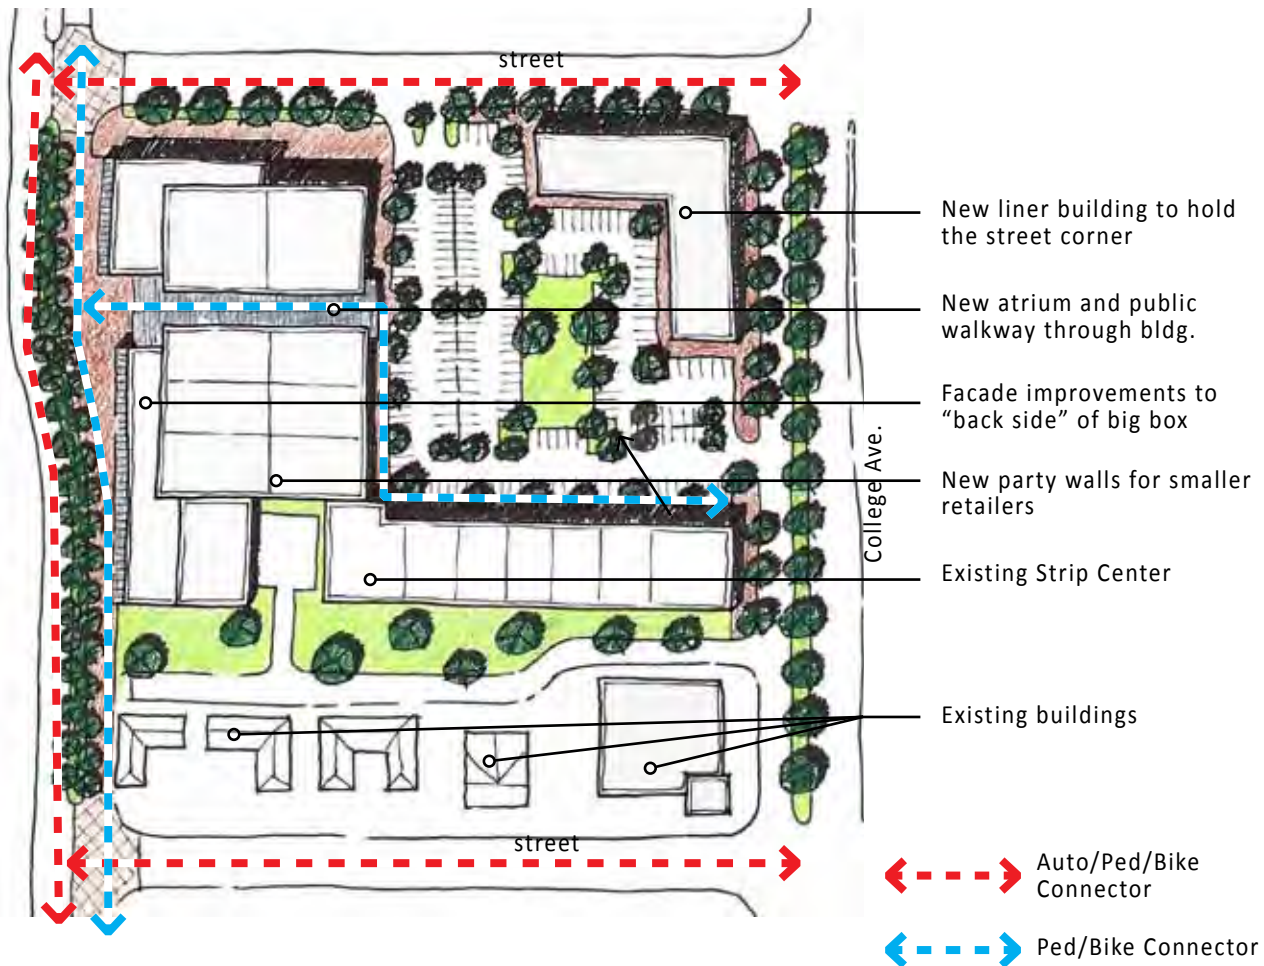 street
New liner building to hold
the street corner
New atrium and public
walkway through bldg.
Facade improvements to
“back side” of big box
College Ave.
New party walls for smaller
retailers
Existing Strip Center
Existing buildings
street
Auto/Ped/Bike
Connector
Ped/Bike Connector